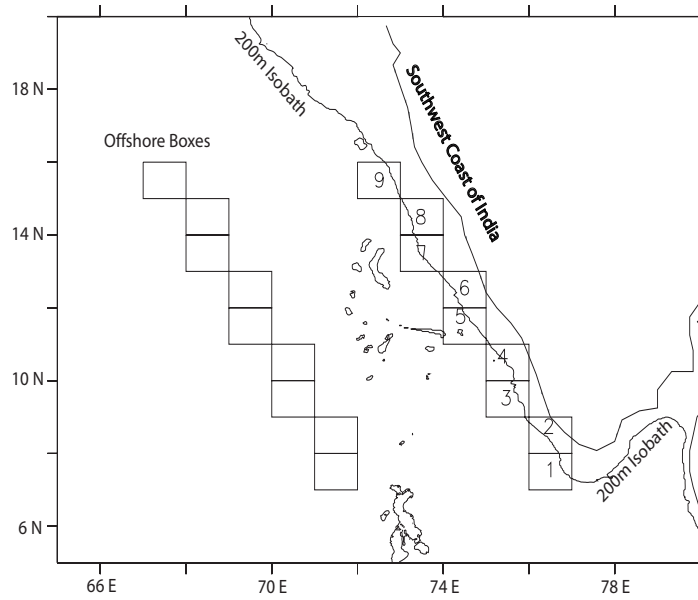 200m Isobath
Southwest Coast of India
18 N
Offshore Boxes
9
8
14 N
7
6
5
4
10 N
3
2
200m Isobath
1
6 N
66 E
70 E
74 E
78 E